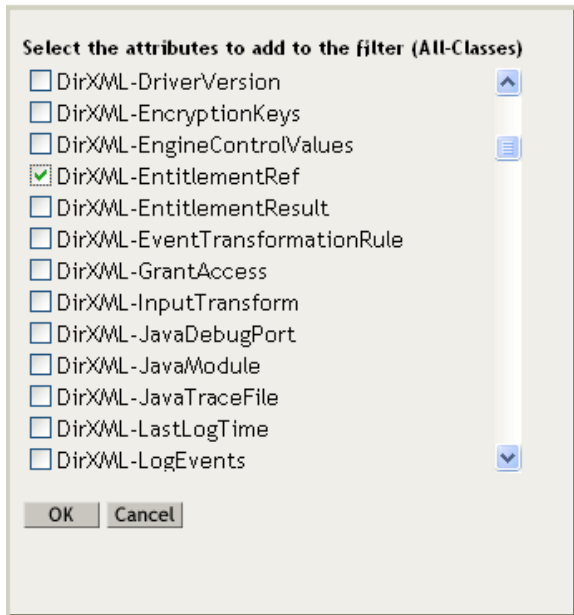 Select the attributes to add to the filter (All-Classes)
DirXML-DriverVersion
DirXML-EncryptionKeys
DirXML-EngineControlValues
DirXML-EntitlementRef
DirXML-EntitlementResult
DirXML-EventTransformationRule
DirXML-GrantAccess
DirXML-InputTransform
DirXML-JavaDebugPort
DirXML-JavaModule
DirXML-JavaTraceFile
DirXML-LastLogTime
DirXML-LogEvents
OK Cancel